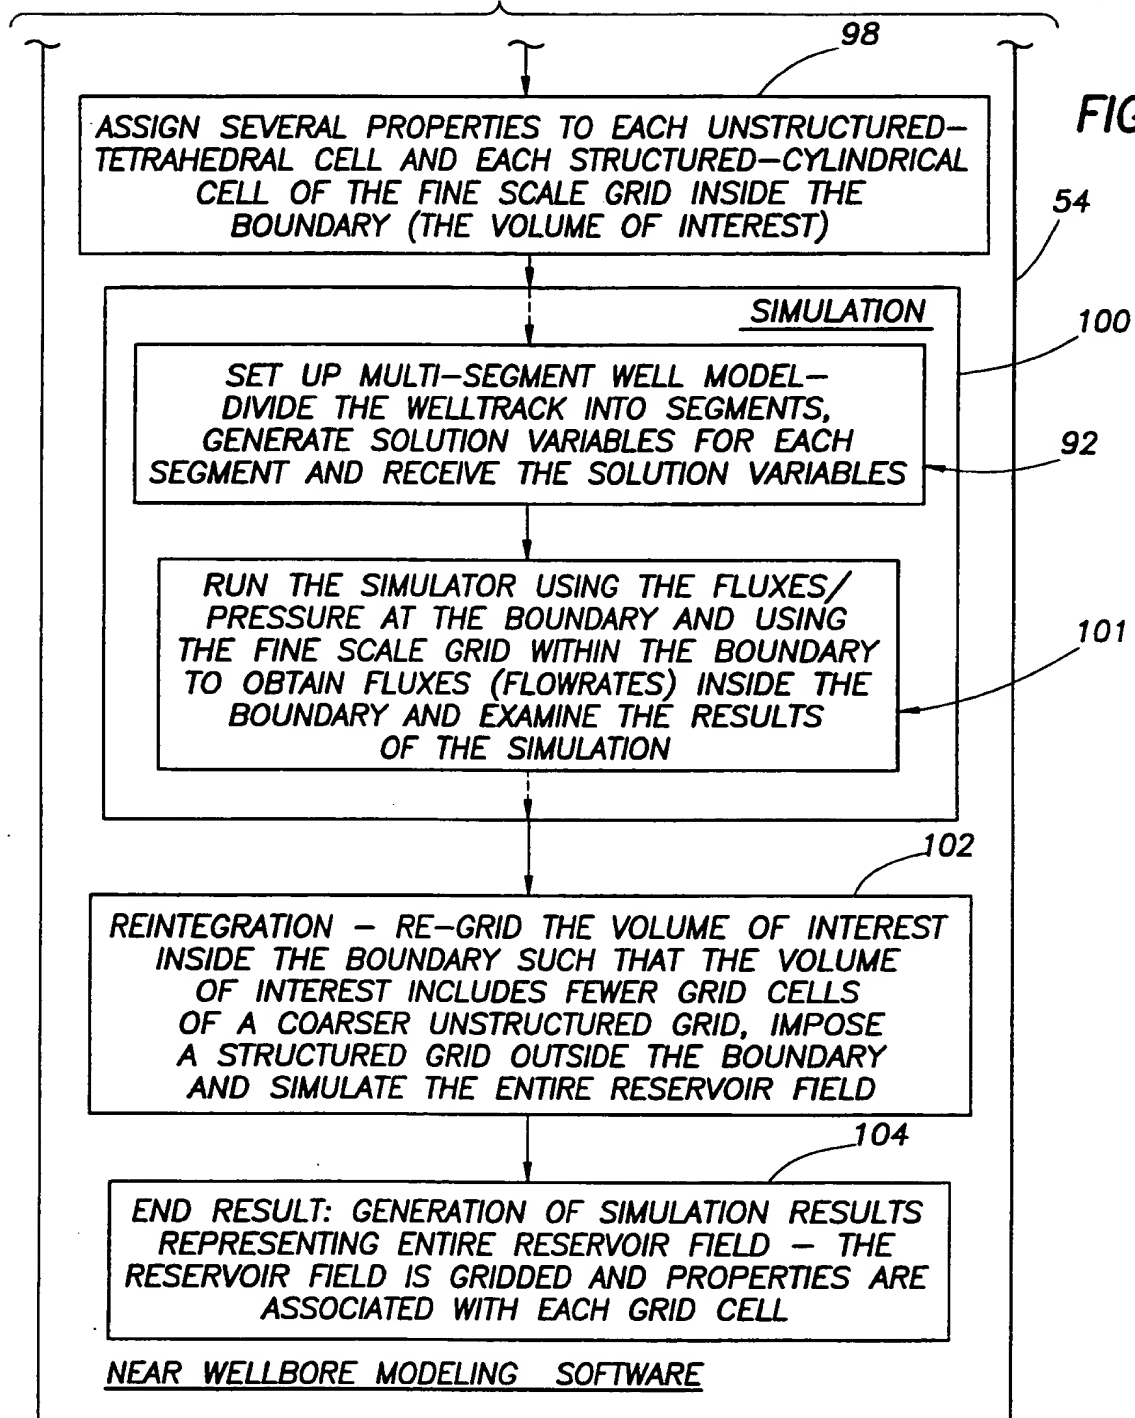 98
FIG
ASSIGN SEVERAL PROPERTIES TO EACH UNSTRUCTURED-
TETRAHEDRAL CELL AND EACH STRUCTURED-CYLINDRICAL
CELL OF THE FINE SCALE GRID INSIDE THE
BOUNDARY (THE VOLUME OF INTEREST)
54
SIMULATION
100
SET UP MULTI-SEGMENT WELL MODEL-
DIVIDE THE WELLTRACK INTO SEGMENTS,
GENERATE SOLUTION VARIABLES FOR EACH
SEGMENT AND RECEIVE THE SOLUTION VARIABLES
92
RUN THE SIMULATOR USING THE FLUXES/
PRESSURE AT THE BOUNDARY AND USING
THE FINE SCALE GRID WITHIN THE BOUNDARY
TO OBTAIN FLUXES (FLOWRATES) INSIDE THE
BOUNDARY AND EXAMINE THE RESULTS
OF THE SIMULATION
101
102
REINTEGRATION - RE-GRID THE VOLUME OF INTEREST
INSIDE THE BOUNDARY SUCH THAT THE VOLUME
OF INTEREST INCLUDES FEWER GRID CELLS
OF A COARSER UNSTRUCTURED GRID, IMPOSE
A STRUCTURED GRID OUTSIDE THE BOUNDARY
AND SIMULATE THE ENTIRE RESERVOIR FIELD
104
END RESULT: GENERATION OF SIMULATION RESULTS
REPRESENTING ENTIRE RESERVOIR FIELD - THE
RESERVOIR FIELD IS GRIDDED AND PROPERTIES ARE
ASSOCIATED WITH EACH GRID CELL
NEAR WELLBORE MODELING SOFTWARE